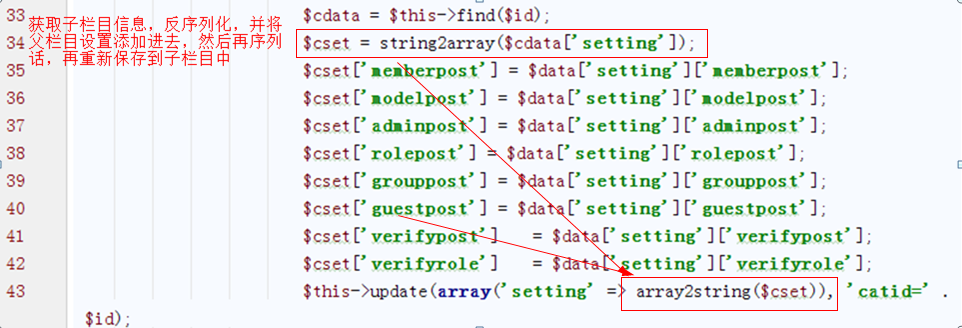 33 $cdata = $this->find($id);
获取子栏目信息，反序列化，并将
父栏目设置添加进去，然后再序列
话，再重新保存到子栏目中
34 $cset = string2array($cdata['setting']);
35 $cset['memberpost'] = $data['setting']['memberpost'];
36 $cset['modelpost'] = $data['setting']['modelpost'];
37 $cset['adminpost'] = $data['setting']['adminpost'];
38 $cset['rolepost'] = $data['setting']['rolepost'];
39 $cset['grouppost'] = $data['setting']['grouppost'];
40 $cset['guestpost'] = $data['setting']['guestpost'];
41 $cset['verifypost']   = $data['setting']['verifypost'];
42 $cset['verifyrole']   = $data['setting']['verifyrole'];
43 $this->update(array('setting' => array2string($cset)), 'catid=' .
$id);